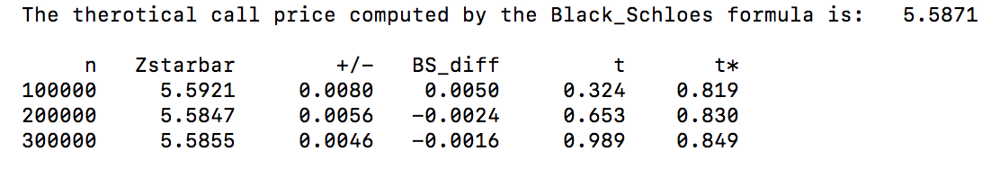 The therotical call price computed by the Black_Schloes formula is: 5.5871
n Zstarbar +/- BS_diff t t*
100000 5.5921 0.0080 0.0050 0.324 0.819
200000 5.5847 0.0056 -0.0024 0.653 0.830
300000 5.5855 0.0046 -0.0016 0.989 0.849